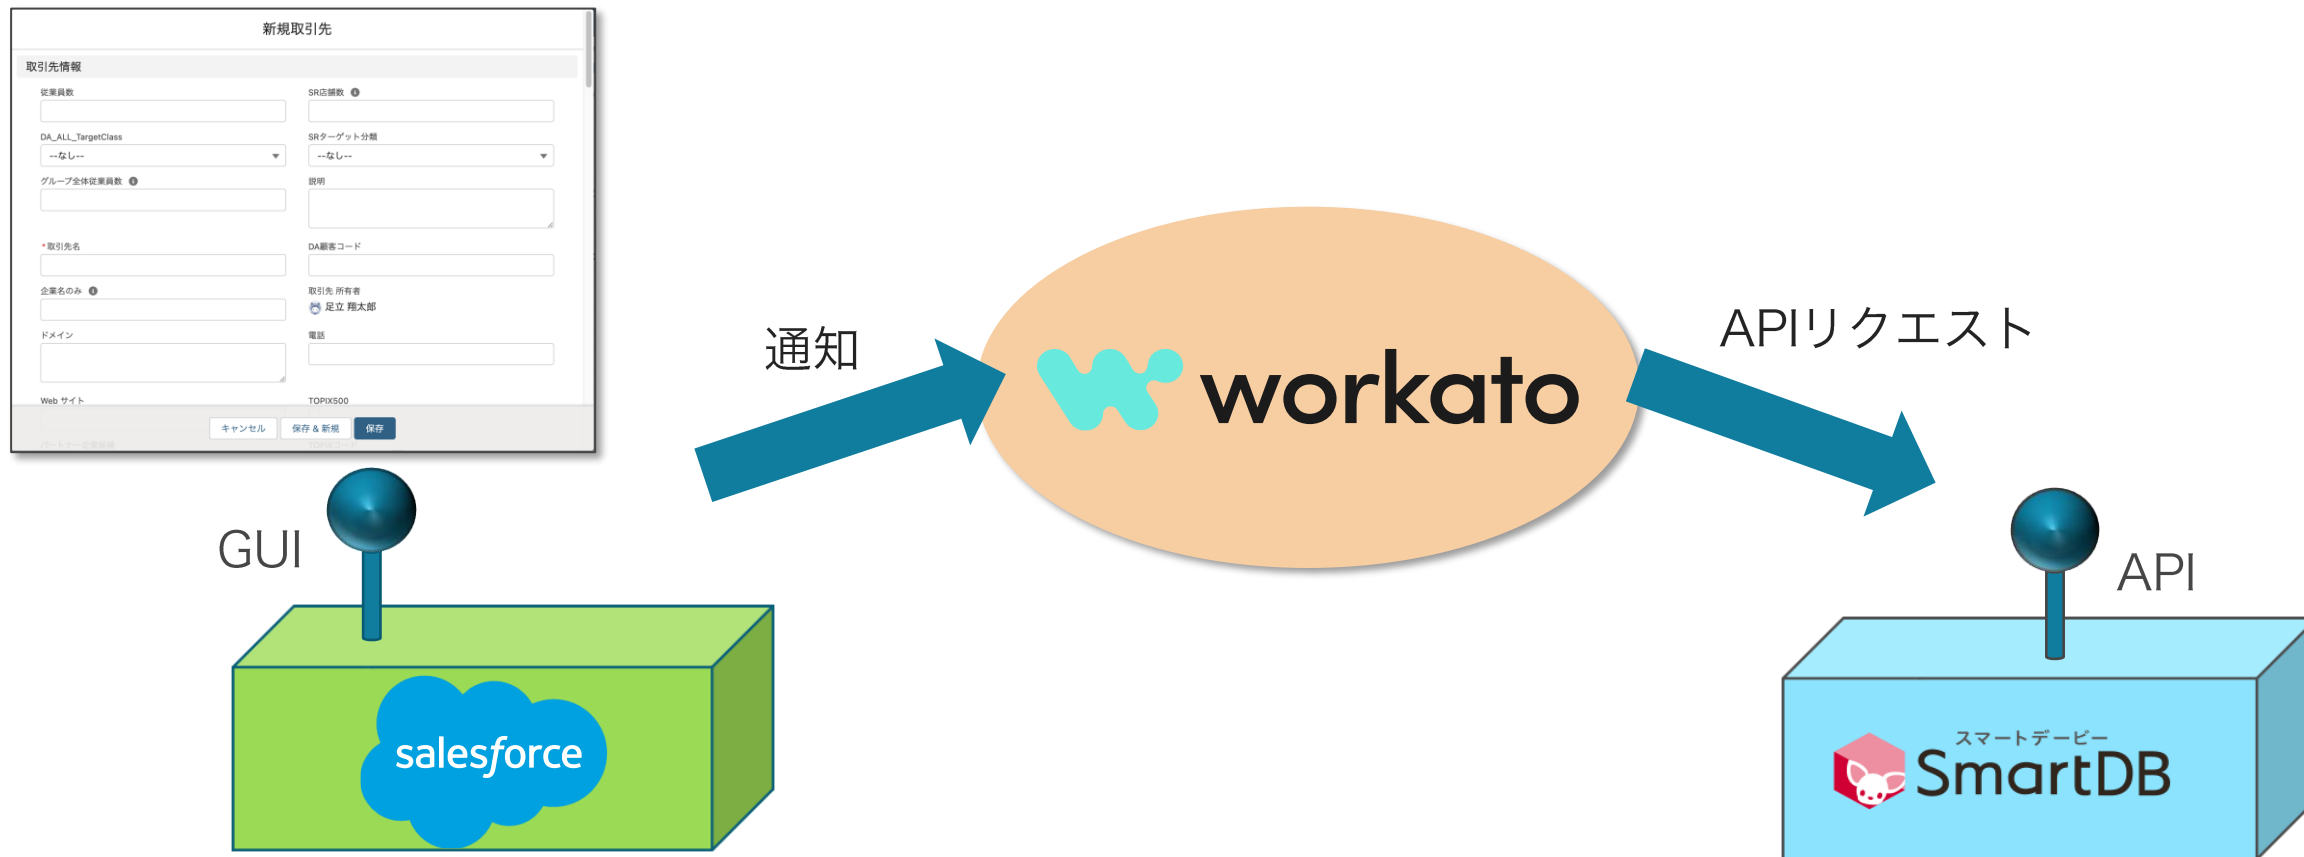 新規取引先
取引先情報
従業員数
SR店舗数
DA_ALL_TargetClass
SRターゲット分類
--なし--
--なし--
グループ全体従業員数
説明
*取引先名
DA顧客コード
企業名のみ
取引先 所有者
足立 翔太郎
ドメイン
電話
Web サイト
TOPIX500
キャンセル
保存 & 新規
保存
GUI
salesforce
通知
workato
APIリクエスト
API
スマートデービー
SmartDB